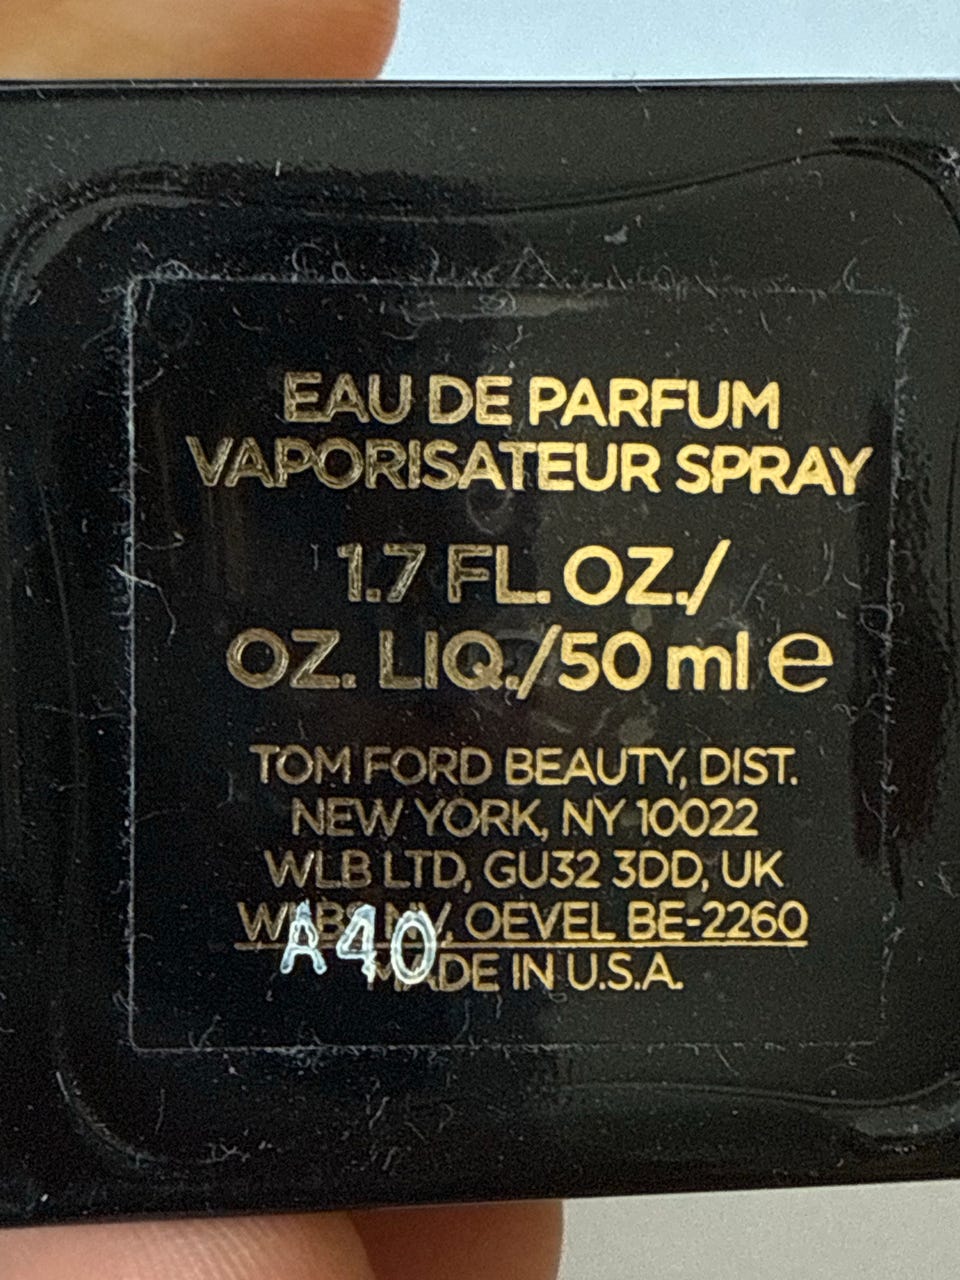 EAU DE PARFUM
VAPORISATEUR SPRAY
1.7 FL. OZ./
OZ. LIQ./50 ml e
TOM FORD BEAUTY, DIST.
NEW YORK, NY 10022
WLB LTD, GU32 3DD, UK
NV, OEVEL BE-2260
A40
MADE IN U.S.A.